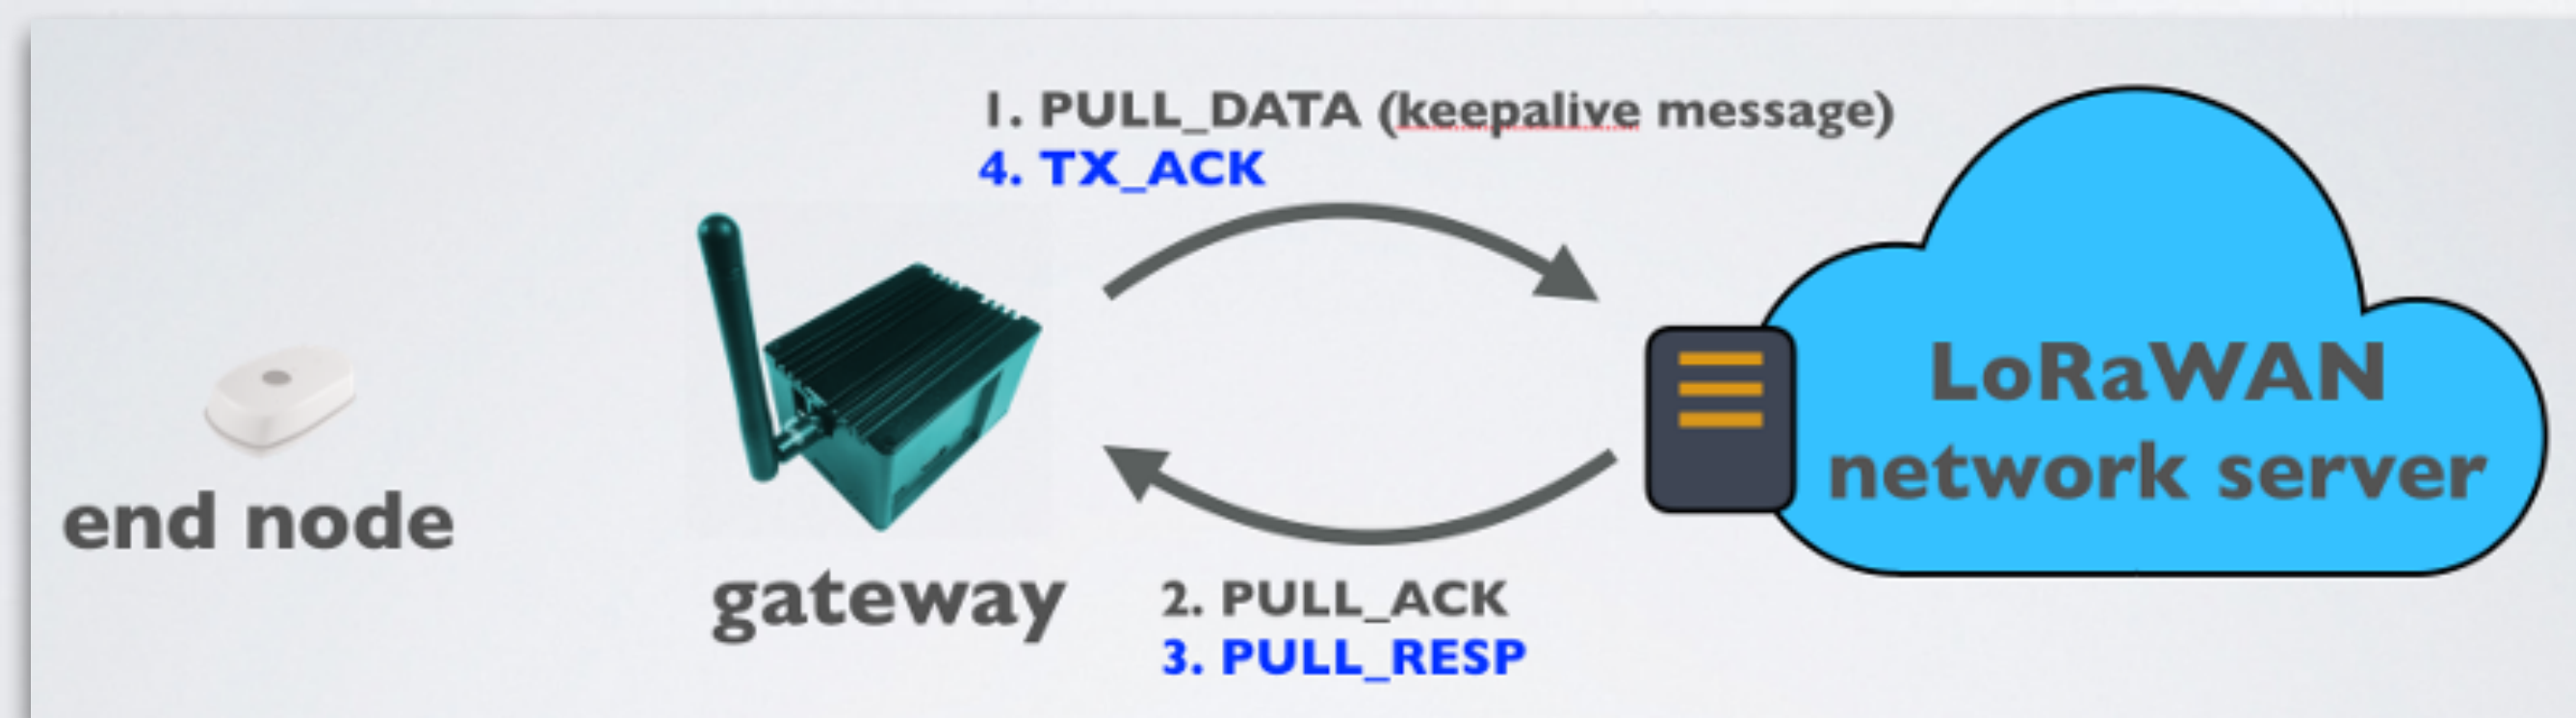 1. PULL_DATA (keepalive message)
4. TX_ACK
LoRaWAN
network server
end node
gateway
2. PULL_ACK
3. PULL_RESP